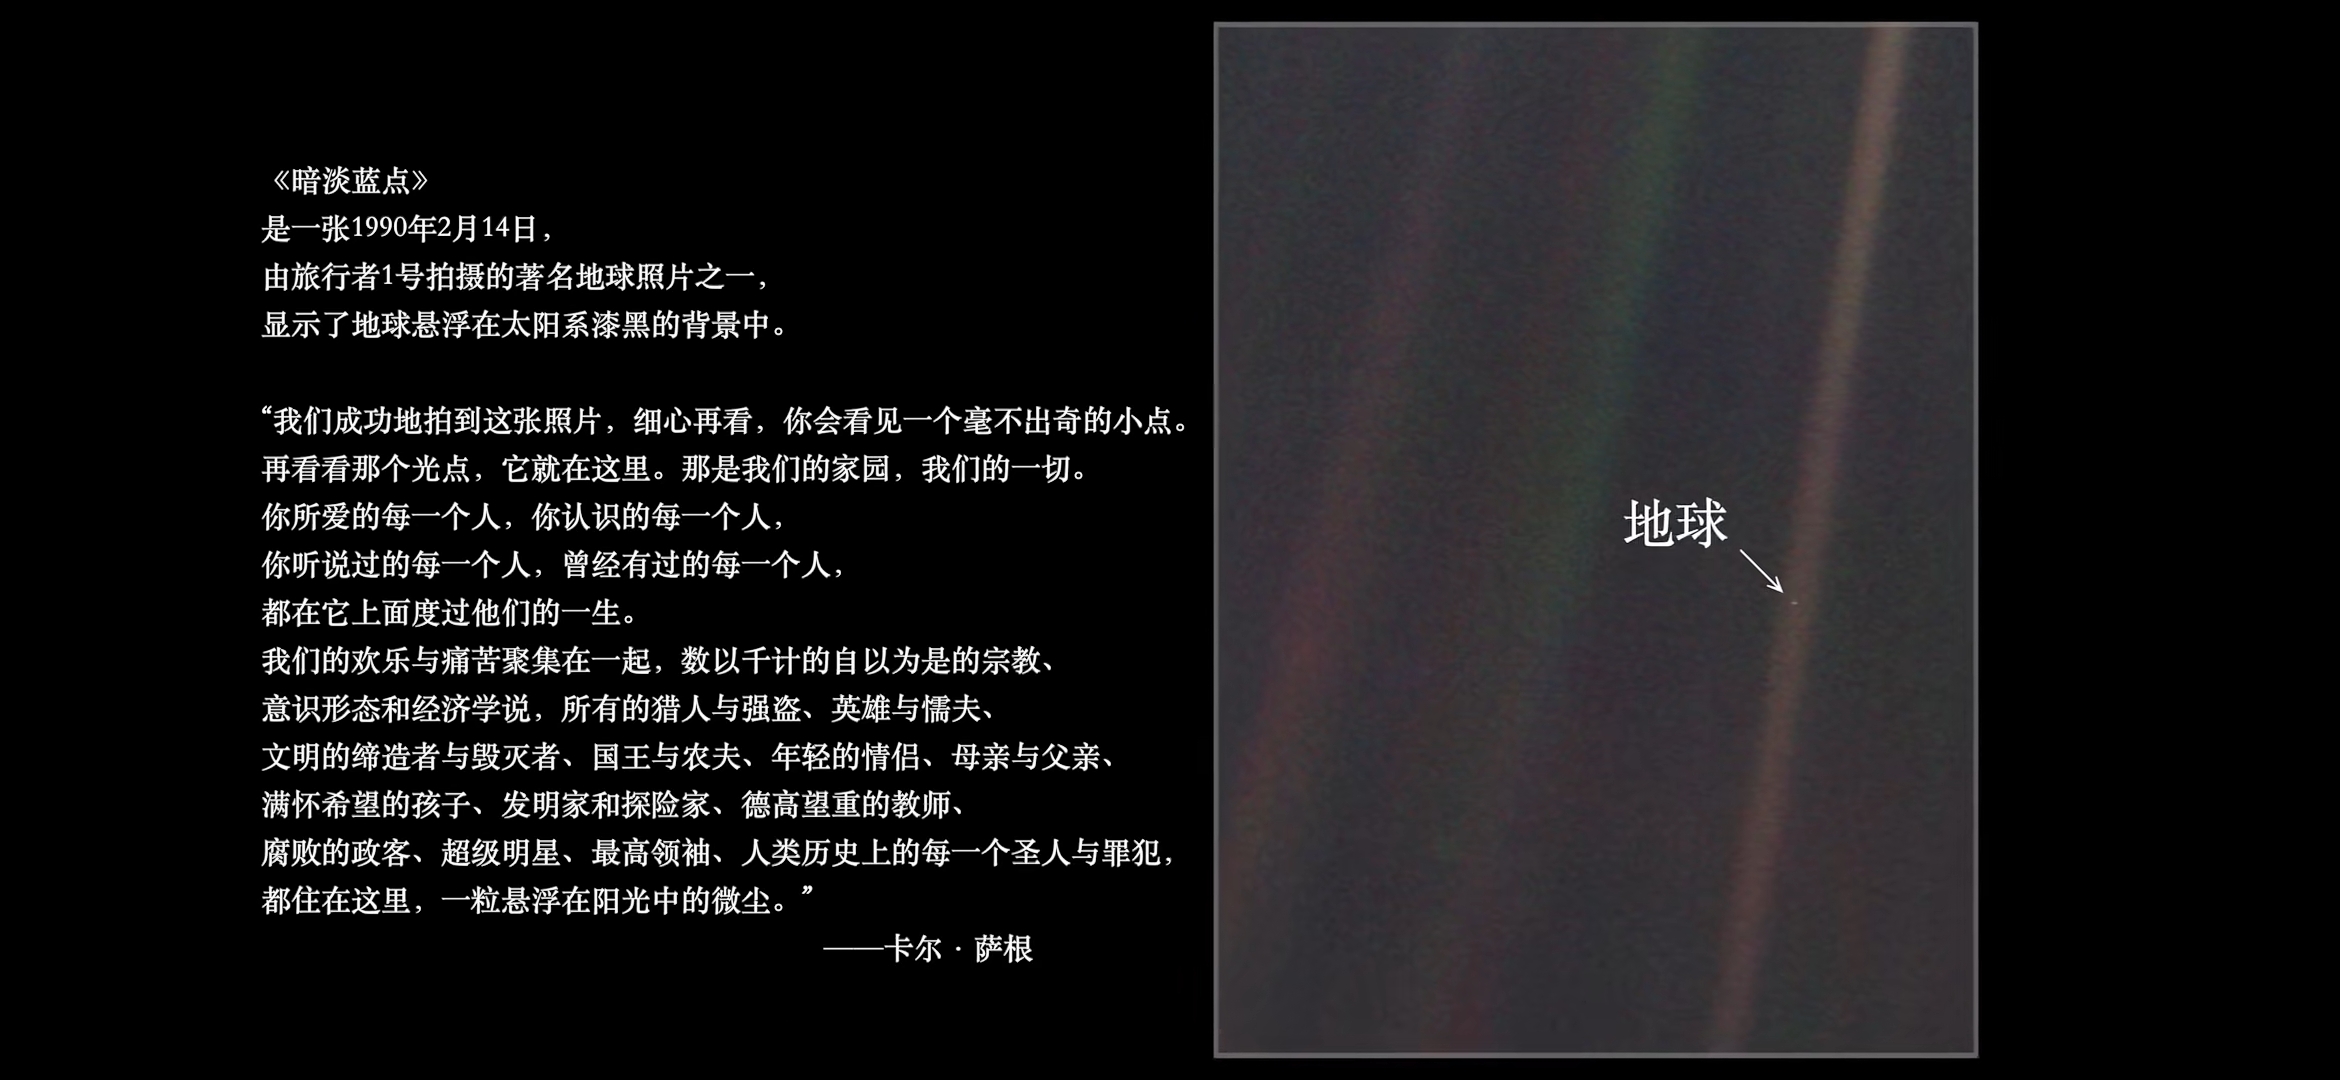 《暗淡蓝点》
是一张1990年2月14日，
由旅行者1号拍摄的著名地球照片之一，
显示了地球悬浮在太阳系漆黑的背景中。
“我们成功地拍到这张照片，细心再看，你会看见一个毫不出奇的小点。
再看看那个光点，它就在这里。那是我们的家园，我们的一切。
你所爱的每一个人，你认识的每一个人，
你听说过的每一个人，曾经有过的每一个人，
都在它上面度过他们的一生。
我们的欢乐与痛苦聚集在一起，数以千计的自以为是的宗教、
意识形态和经济学说，所有的猎人与强盗、英雄与懦夫、
文明的缔造者与毁灭者、国王与农夫、年轻的情侣、母亲与父亲、
满怀希望的孩子、发明家和探险家、德高望重的教师、
腐败的政客、超级明星、最高领袖、人类历史上的每一个圣人与罪犯，
都住在这里，一粒悬浮在阳光中的微尘。”
——卡尔 · 萨根
地球